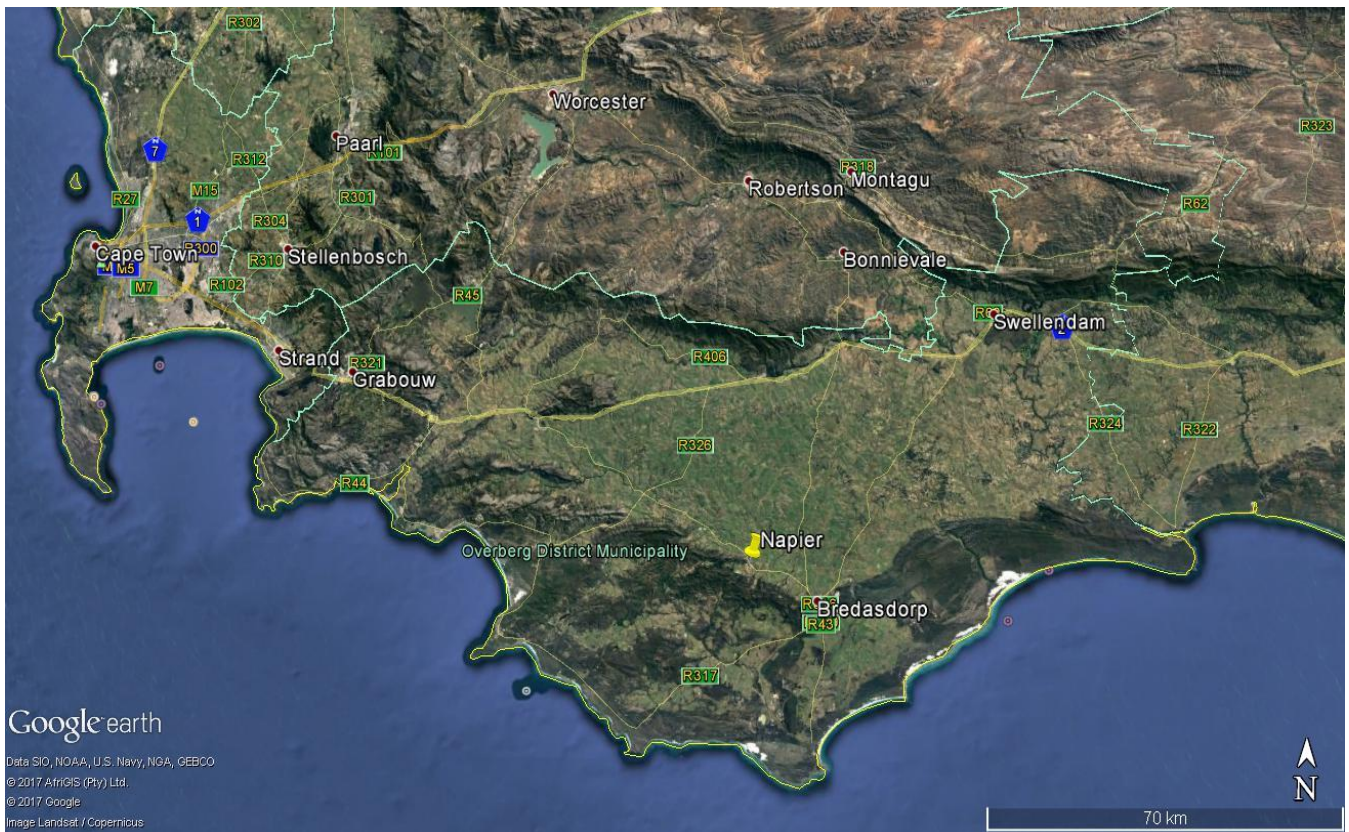 R302
Worcester
Paarl
R101
N
7
R312
R323
R318
Montagu
Robertson
M15
R301
R27
R62
N
1
R304
Cape Town
R300
Stellenbosch
R310
Bonnievale
M5
M7
R102
R45
Swellendam
2
Strand
R321
Grabouw
R406
R324
R322
R326
R44
Napier
Overberg District Municipality
Bredasdorp
R43
R317
Google earth
Data SIO, NOAA, U.S. Navy, NGA, GEBCO
© 2017 AfriGIS (Pty) Ltd.
© 2017 Google
Image Landsat / Copernicus
N
70 km